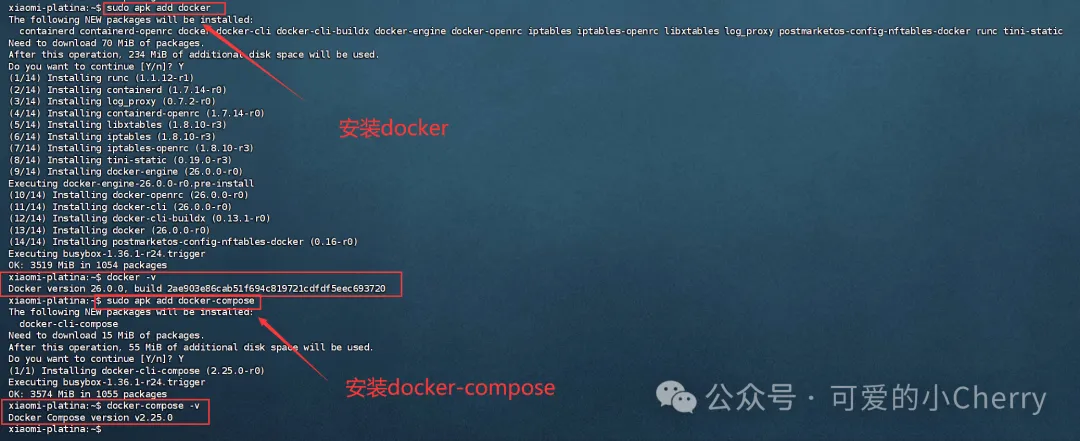 xiaomi-platina:~$ sudo apk add docker
The following NEW packages will be installed:
containerd containerd-openrc docker docker-cli docker-cli-buildx docker-engine docker-openrc iptables iptables-openrc libxtables log_proxy postmarketos-config-nftables-docker runc tini-static
Need to download 70 MiB of packages.
After this operation, 234 MiB of additional disk space will be used.
Do you want to continue [Y/n]? Y
(1/14) Installing runc (1.1.12-r1)
(2/14) Installing containerd (1.7.14-r0)
(3/14) Installing log_proxy (0.7.2-r0)
(4/14) Installing containerd-openrc (1.7.14-r0)
(5/14) Installing libxtables (1.8.10-r3)
(6/14) Installing iptables (1.8.10-r3)
(7/14) Installing iptables-openrc (1.8.10-r3)
(8/14) Installing tini-static (0.19.0-r3)
(9/14) Installing docker-engine (26.0.0-r0)
Executing docker-engine-26.0.0-r0.pre-install
(10/14) Installing docker-openrc (26.0.0-r0)
(11/14) Installing docker-cli (26.0.0-r0)
(12/14) Installing docker-cli-buildx (0.13.1-r0)
(13/14) Installing docker (26.0.0-r0)
(14/14) Installing postmarketos-config-nftables-docker (0.16-r0)
Executing busybox-1.36.1-r24.trigger
OK: 3519 MiB in 1054 packages
xiaomi-platina:~$ docker -v
Docker version 26.0.0, build 2ae903e86cab51f694c819721cdfdf5eec693720
xiaomi-platina:~$ sudo apk add docker-compose
The following NEW packages will be installed:
docker-cli-compose
Need to download 15 MiB of packages.
After this operation, 55 MiB of additional disk space will be used.
Do you want to continue [Y/n]? Y
(1/1) Installing docker-cli-compose (2.25.0-r0)
Executing busybox-1.36.1-r24.trigger
OK: 3574 MiB in 1055 packages
xiaomi-platina:~$ docker-compose -v
Docker Compose version v2.25.0
xiaomi-platina:~$
安装docker
安装docker-compose
公众号 · 可爱的小Cherry